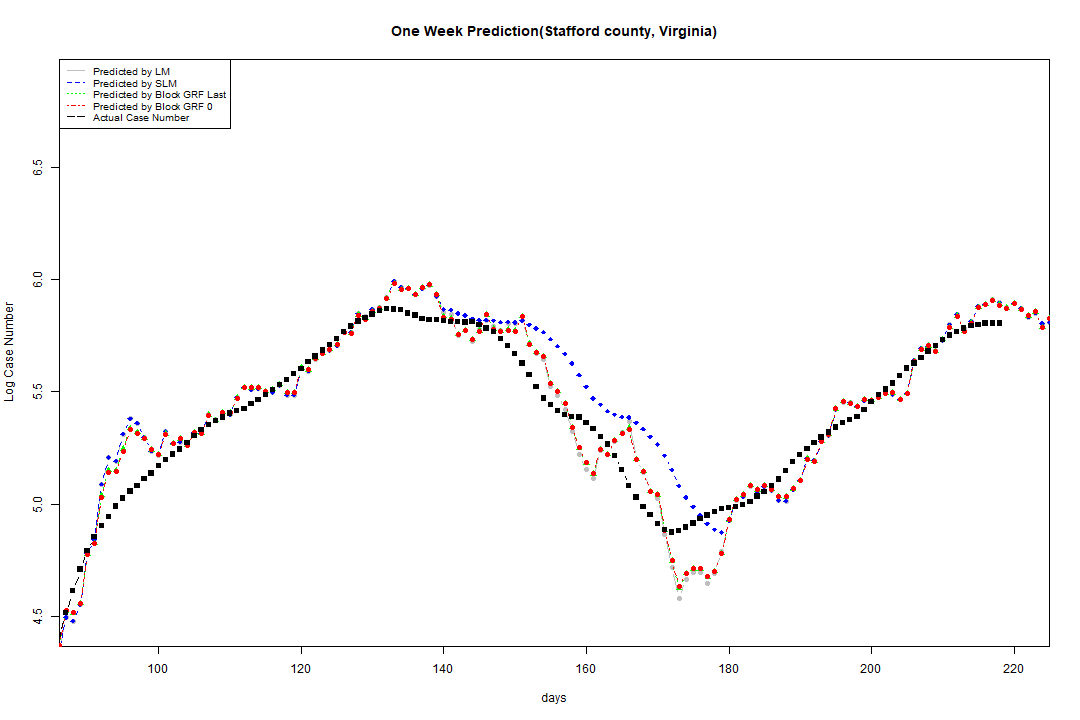 One Week Prediction(Stafford county, Virginia)
Predicted by LM
Predicted by SLM
Predicted by Block GRF Last
Predicted by Block GRF 0
Actual Case Number
6.5
6.0
5.5
5.0
4.5
Log Case Number
100 120 140 160 180 200 220
days